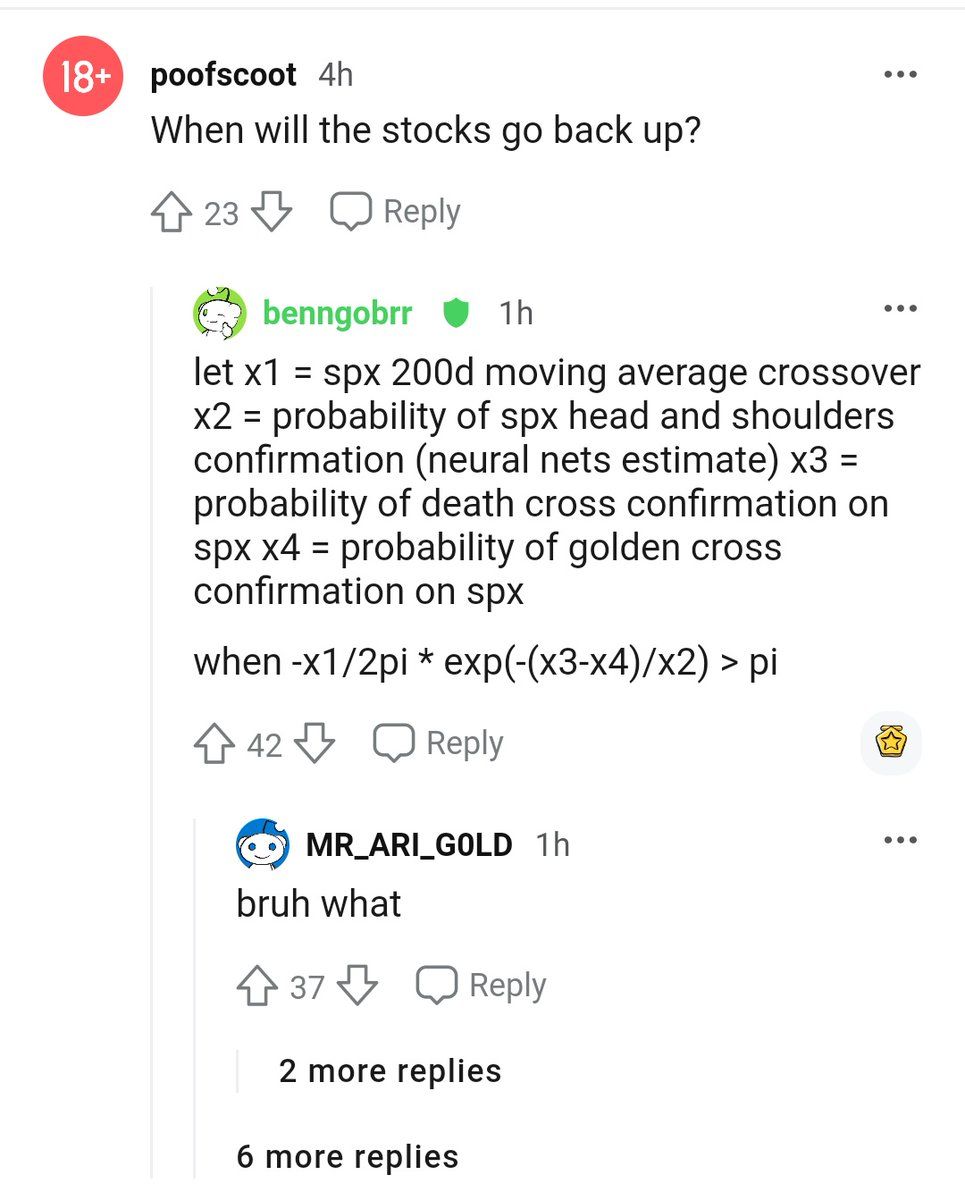 18+ poofscoot 4h
When will the stocks go back up?
23 Reply
benngobrr 1h
let x1 = spx 200d moving average crossover
x2 = probability of spx head and shoulders
confirmation (neural nets estimate) x3 =
probability of death cross confirmation on
spx x4 = probability of golden cross
confirmation on spx
when -x1/2pi * exp(-(x3-x4)/x2) > pi
42 Reply
MR_ARI_G0LD 1h
bruh what
37 Reply
2 more replies
6 more replies